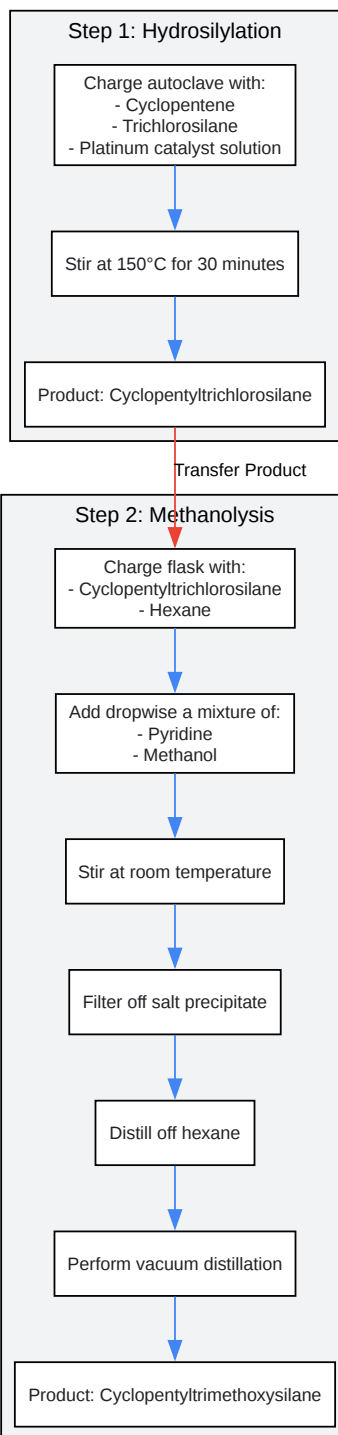 Step 1: Hydrosilylation
Charge autoclave with:
- Cyclopentene
- Trichlorosilane
- Platinum catalyst solution
Stir at 150°C for 30 minutes
Product: Cyclopentyltrichlorosilane
Transfer Product
Step 2: Methanolysis
Charge flask with:
- Cyclopentyltrichlorosilane
- Hexane
Add dropwise a mixture of:
- Pyridine
- Methanol
Stir at room temperature
Filter off salt precipitate
Distill off hexane
Perform vacuum distillation
Product: Cyclopentyltrimethoxysilane